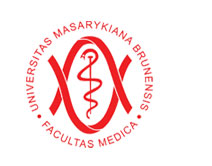 UNIVERSITAS MASARYKIANA BRUNENSIS
• FACULTAS MEDICA •